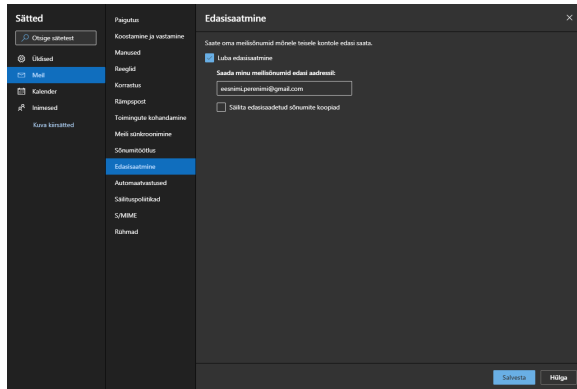 Sätted
Otsige sätetest
Üldised
Meil
Kalender
Inimesed
Kuva kiirsätted
Paigutus
Koostamine ja vastamine
Manused
Reeglid
Korrastus
Rämpspost
Toimingute kohandamine
Meili sünkroonimine
Sõnumitöötlus
Edasisaatmine
Automaatvastused
Säilituspoliitikad
S/MIME
Rühmad
Edasisaatmine
Saate oma meilisõnumid mõnele teisele kontole edasi saata.
Luba edasisaatmine
Saada minu meilisõnumid edasi aadressil:
eesnimi.perenimi@gmail.com
Säilita edasisaadetud sõnumite koopiad
Salvesta
Hülga